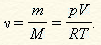 ν = m/M = pV/RT.